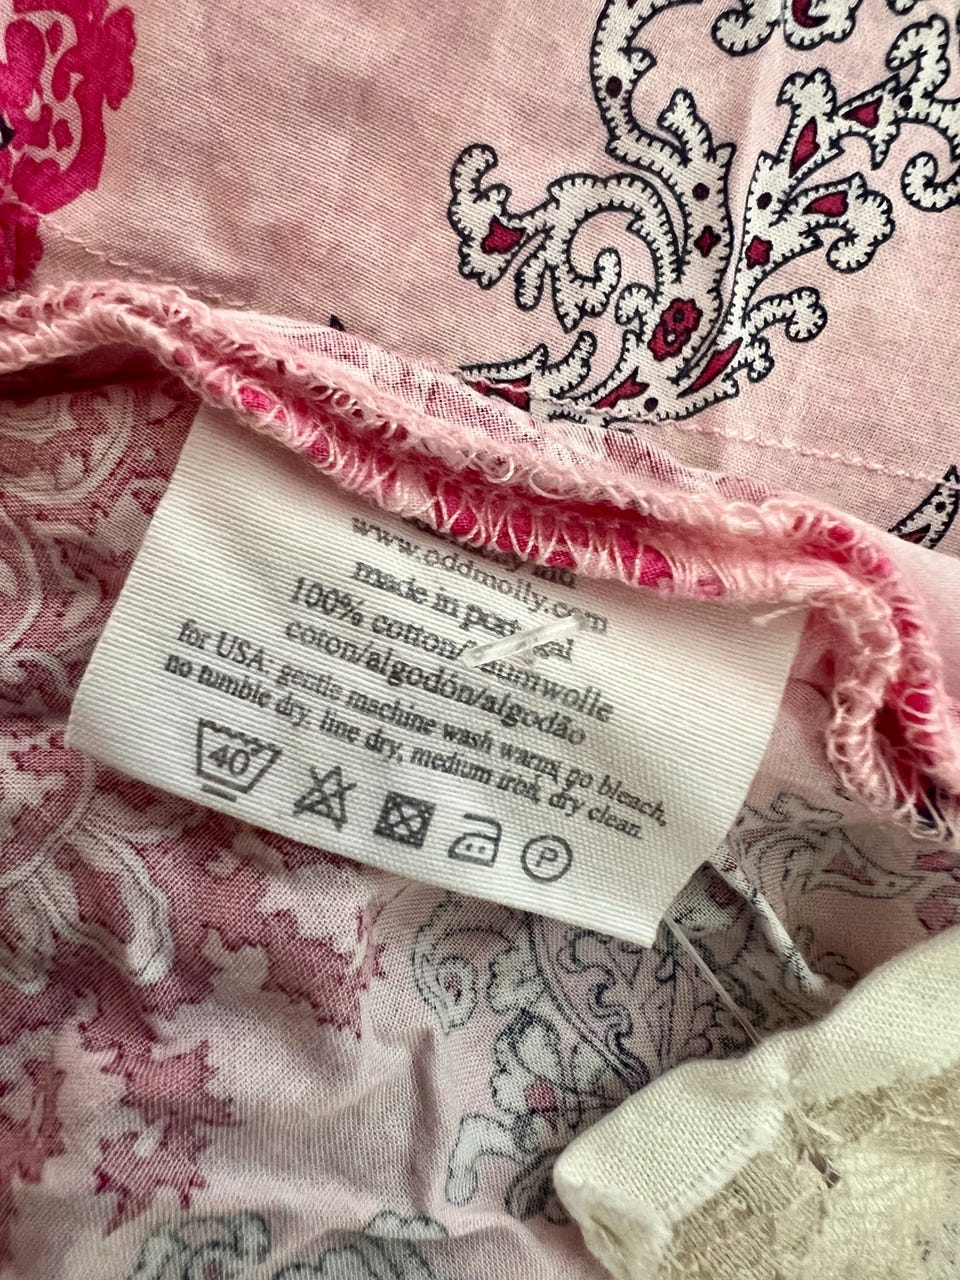 www.oddmolly.com
made in portugal
100% cotton/baumwolle
coton/algodón/algodão
for USA: gentle machine wash warm, no bleach,
no tumble dry, line dry, medium iron, dry clean
40
P